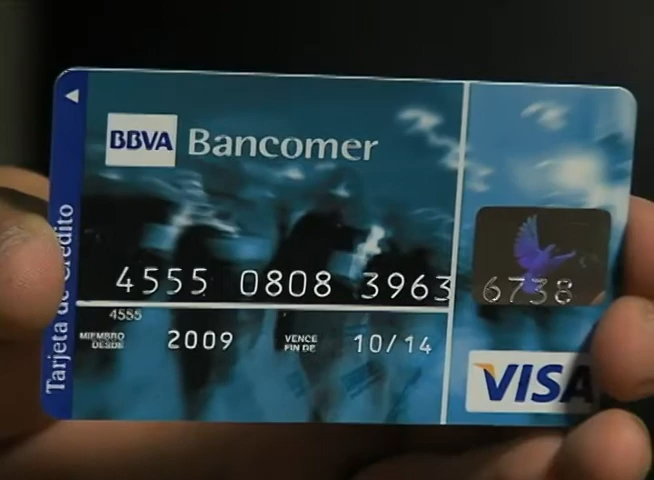 BBVA Bancomer
Tarjeta de Crédito
4555 0808 3963 6738
4555
MIEMBRO DESDE 2009 VENCE FIN DE 10/14
VISA